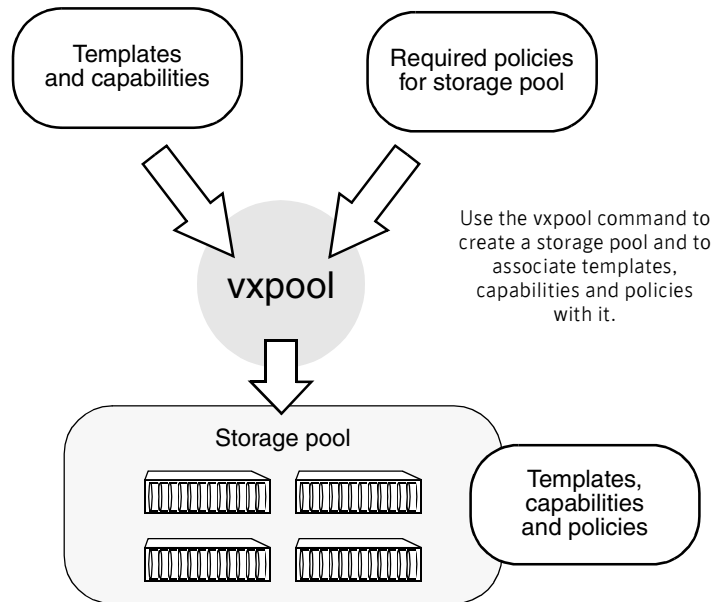 Templates
and capabilities
Required policies
for storage pool
Use the vxpool command to
create a storage pool and to
associate templates,
capabilities and policies
with it.
vxpool
Storage pool
Templates,
capabilities
and policies